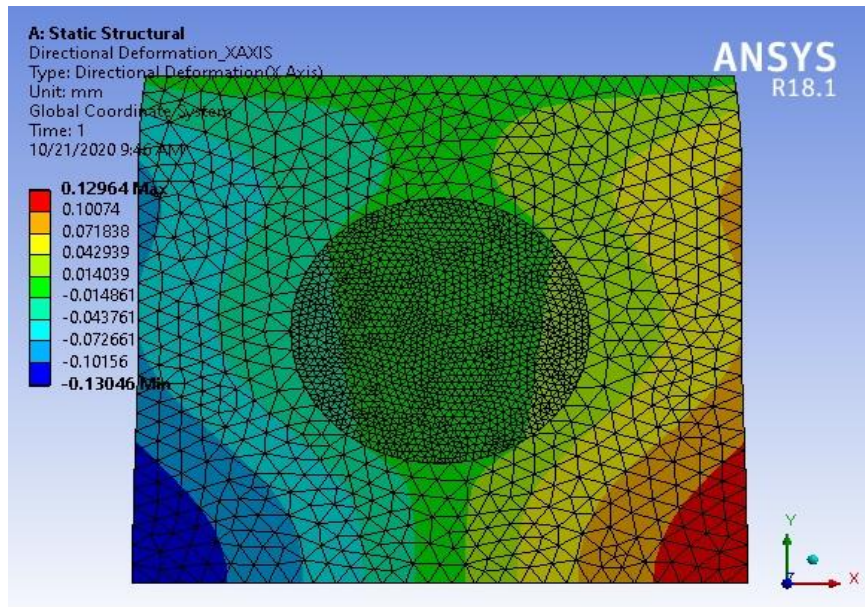 A: Static Structural
Directional Deformation_XAXIS
Type: Directional Deformation(X Axis)
Unit: mm
Global Coordinate System
Time: 1
10/21/2020 9:46 AM
0.12964 Max
0.10074
0.071838
0.042939
0.014039
-0.014861
-0.043761
-0.072661
-0.10156
-0.13046 Min
ANSYS
R18.1
Y
Z
X